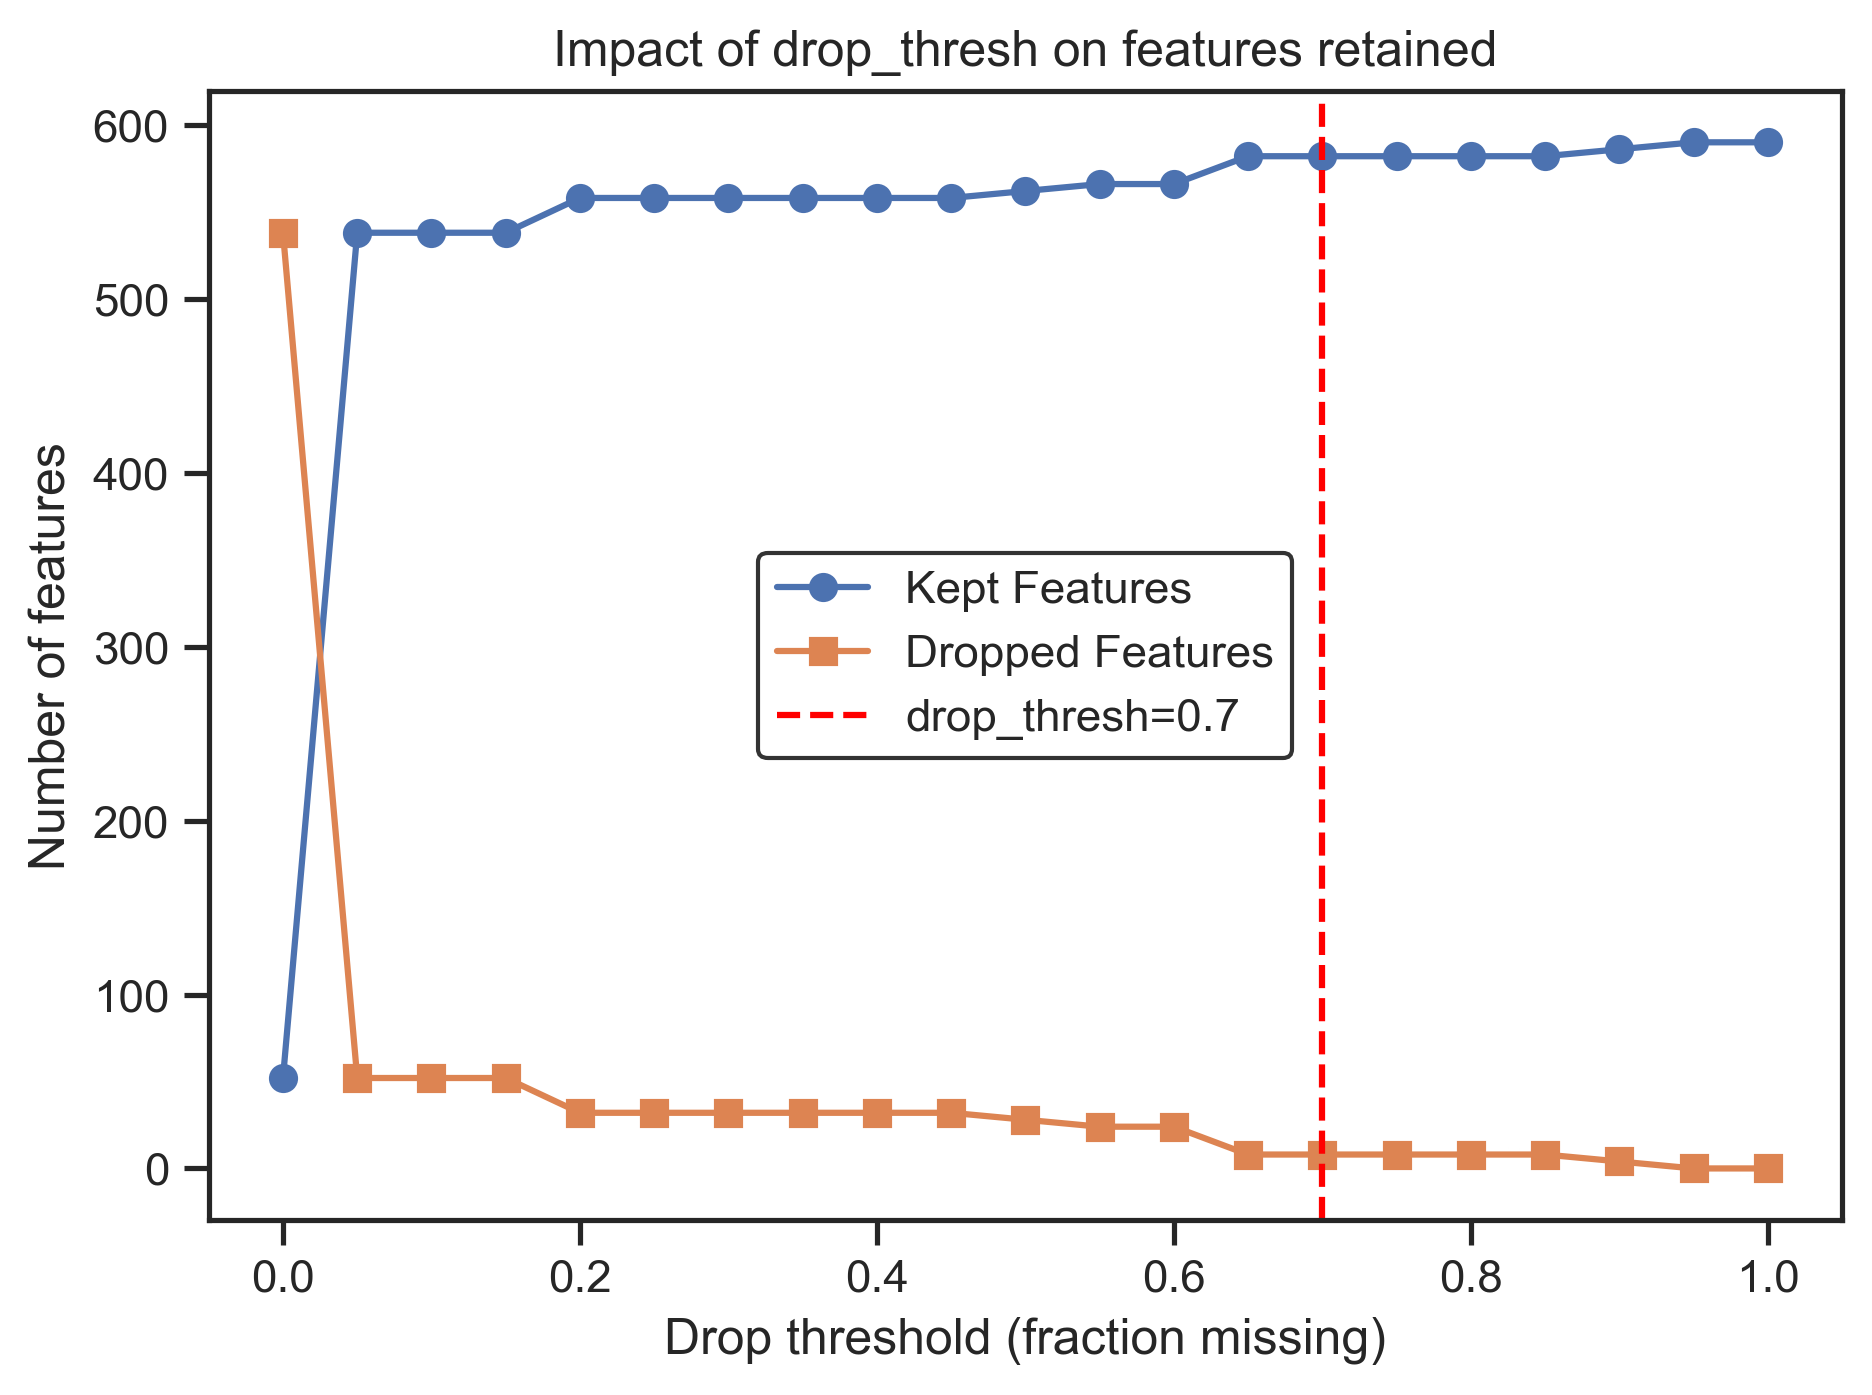 Impact of drop_thresh on features retained
Number of features
600
500
400
300
200
100
0
Kept Features
Dropped Features
drop_thresh=0.7
0.0 0.2 0.4 0.6 0.8 1.0
Drop threshold (fraction missing)